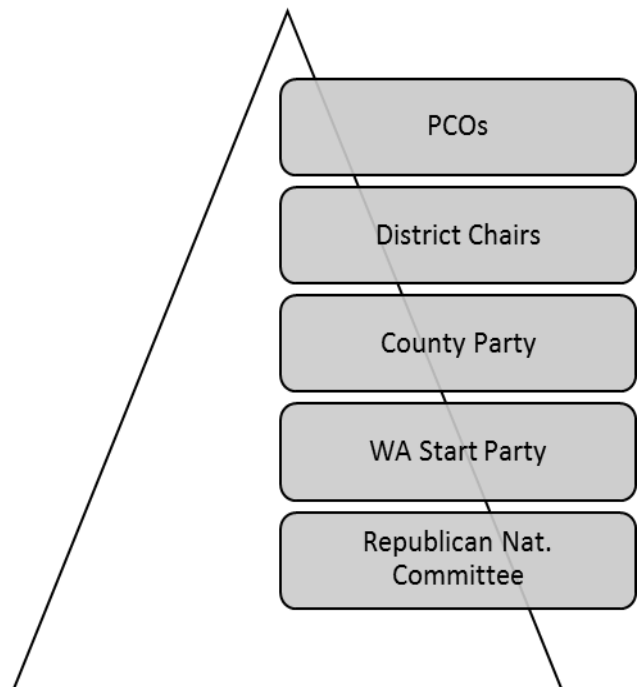 PCOs
District Chairs
County Party
WA Start Party
Republican Nat.
Committee